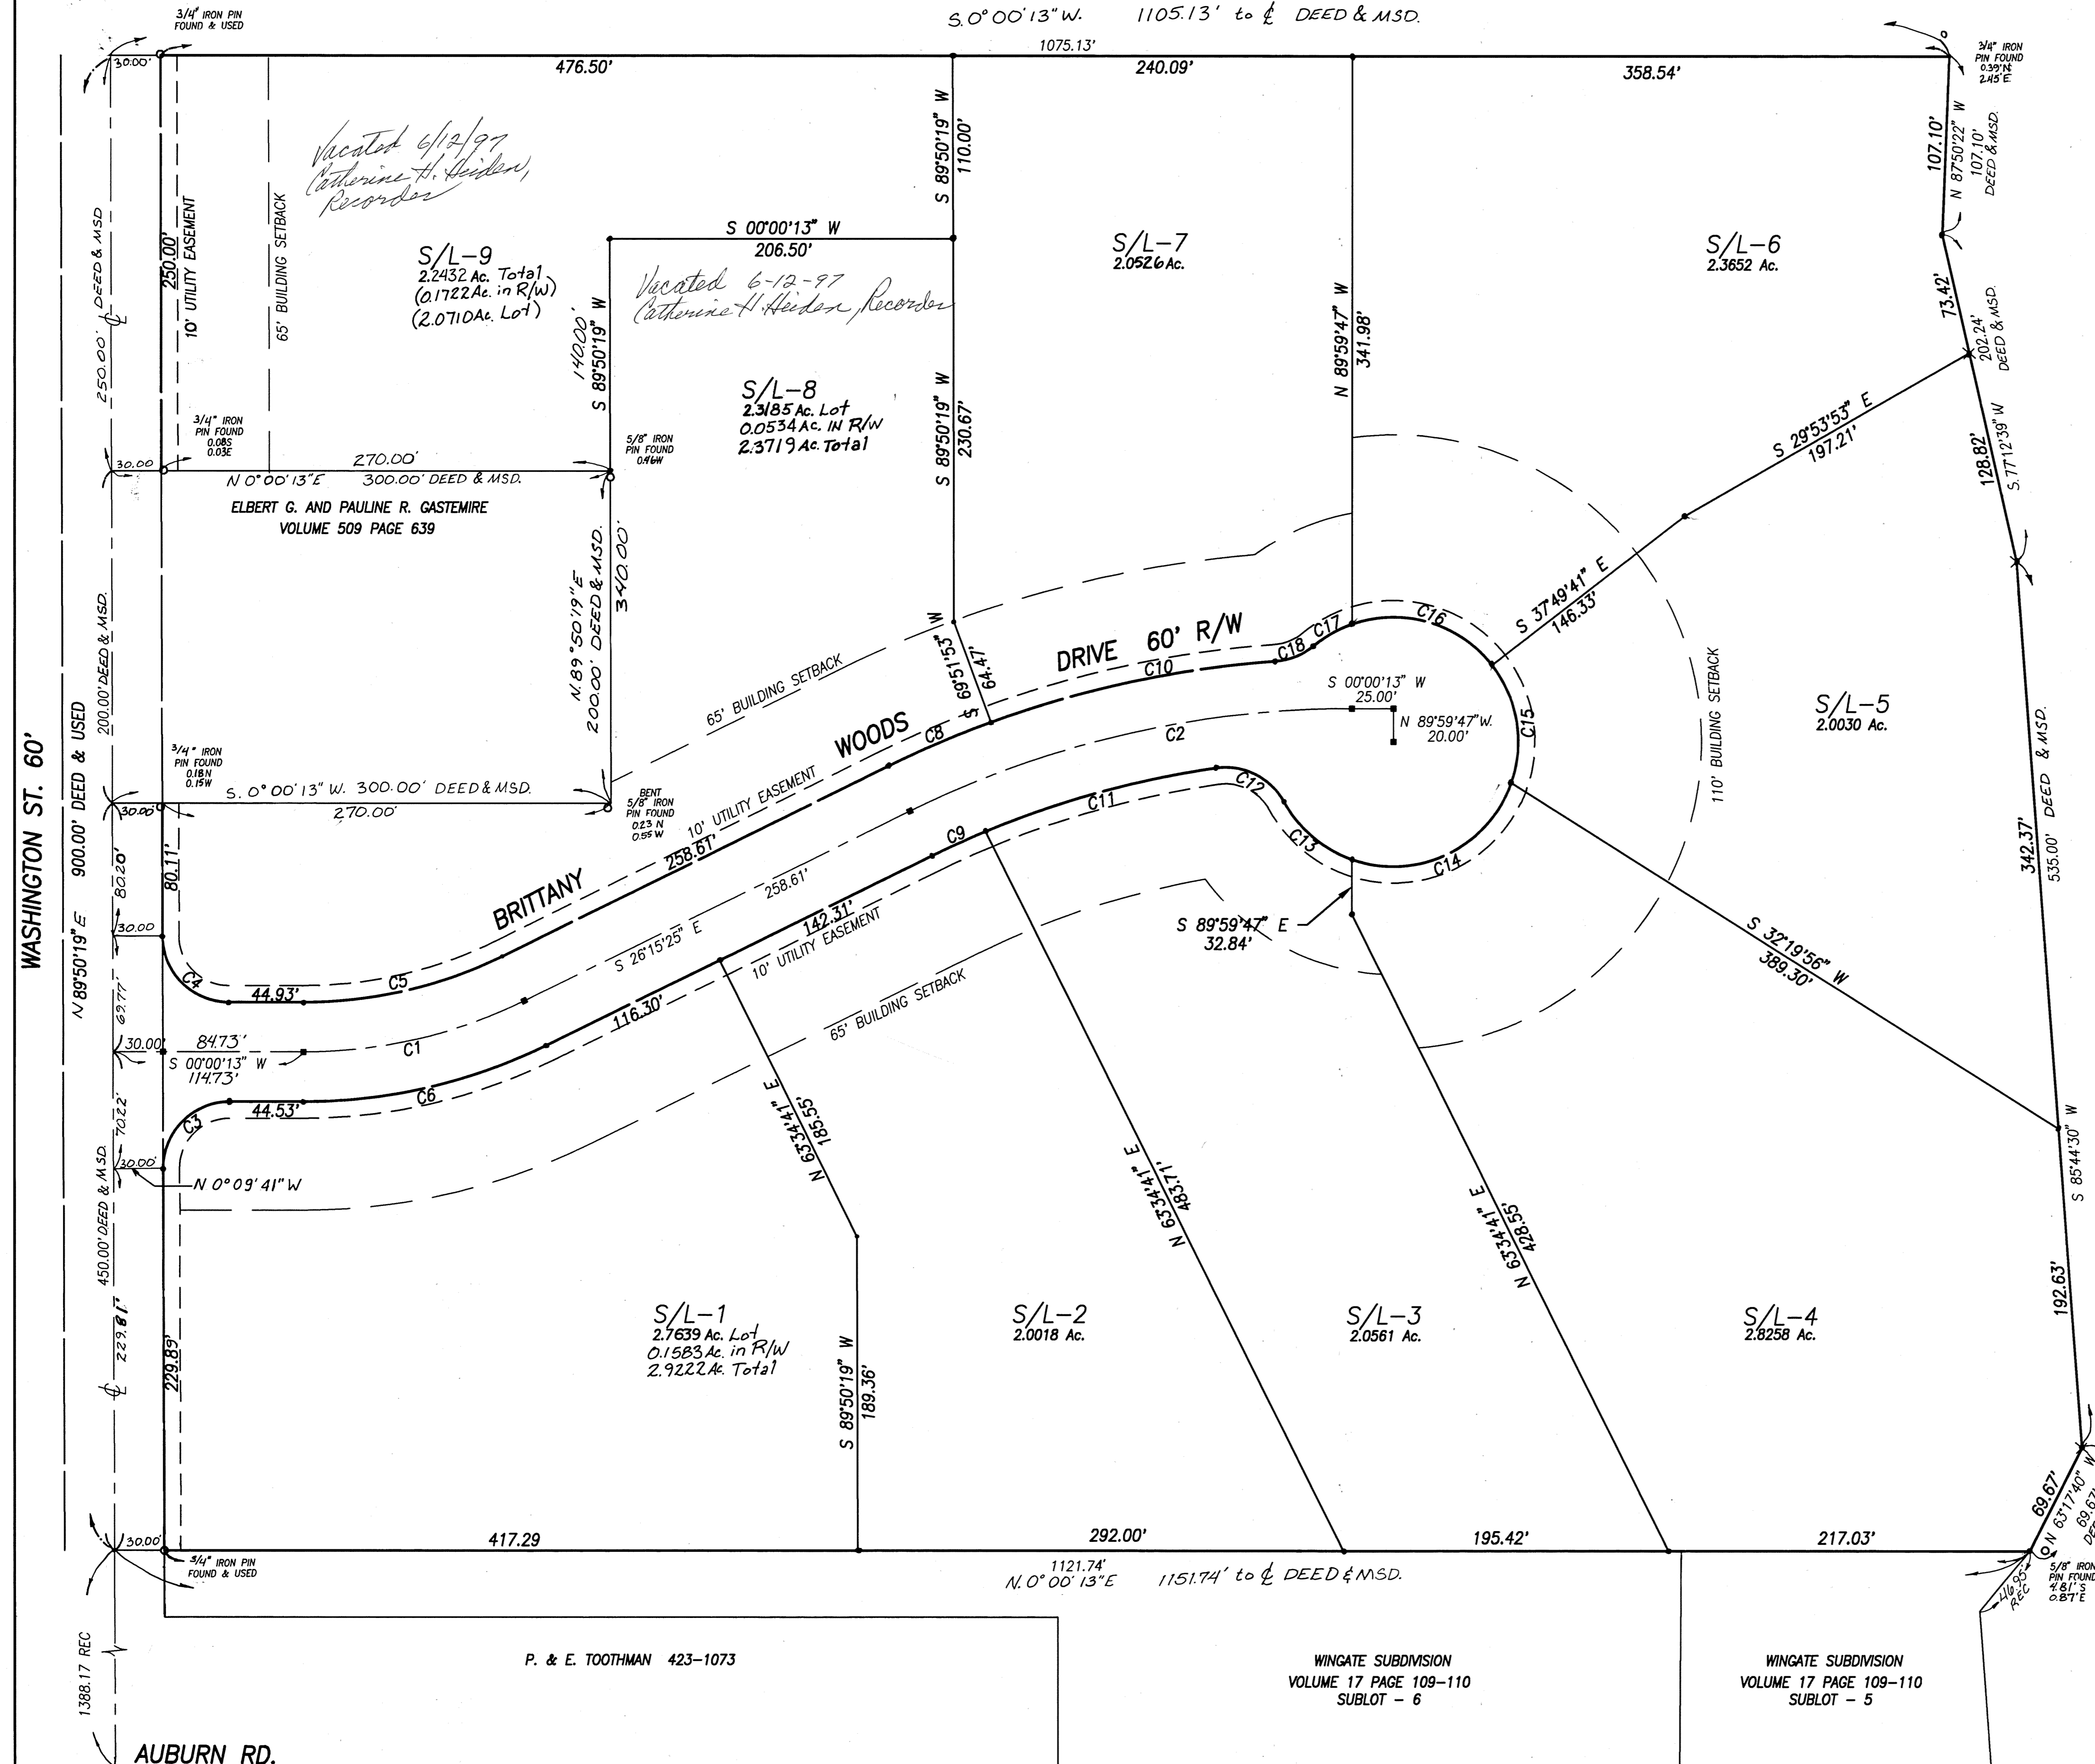 3/4" IRON PIN
FOUND & USED
S. 0° 00' 13" W. 1105.13' to ℄ DEED & MSD.
1075.13'
30.00'
476.50'
240.09'
358.54'
3/4" IRON
PIN FOUND
0.39'N
2.45'E
107.10'
N 87°50'22" W
107.10'
DEED & MSD.
Vacated 6/12/97
Catherine H. Heiden,
Recorder
S/L-9
2.2432 Ac. Total
(0.1722 Ac. in R/W)
(2.0710 Ac. Lot)
250.00' ℄ DEED & MSD
250.00'
10' UTILITY EASEMENT
65' BUILDING SETBACK
S 89°50'19" W
110.00'
S 00°00'13" W
206.50'
Vacated 6-12-97
Catherine H. Heiden, Recorder
140.00'
S 89°50'19" W
S/L-8
2.3185 Ac. Lot
0.0534 Ac. IN R/W
2.3719 Ac. Total
S 89°50'19" W
230.67'
S/L-7
2.0526 Ac.
N 89°59'47" W
341.98'
S/L-6
2.3652 Ac.
73.42'
202.24'
DEED & MSD.
128.82'
S. 77°12'39" W
S 29°53'53" E
197.21'
S 37°49'41" E
146.33'
3/4" IRON
PIN FOUND
0.08S
0.03E
5/8" IRON
PIN FOUND
0.46W
30.00
270.00'
N 0°00'13"E 300.00' DEED & MSD.
ELBERT G. AND PAULINE R. GASTEMIRE
VOLUME 509 PAGE 639
N.89°50'19"E
200.00' DEED & MSD.
340.00'
200.00' DEED & MSD.
WASHINGTON ST. 60'
N 89°50'19" E 900.00' DEED & USED
3/4" IRON
PIN FOUND
0.18N
0.15W
S. 0°00'13" W. 300.00' DEED & MSD.
30.00'
270.00'
BENT
5/8" IRON
PIN FOUND
0.23 N
0.55 W
65' BUILDING SETBACK
S 69°51'53" W
64.47'
BRITTANY WOODS DRIVE 60' R/W
C10
C18
C17
C16
C15
C8
C2
10' UTILITY EASEMENT
258.61'
258.61'
S 26°15'25" E
S 00°00'13" W
25.00'
N 89°59'47"W.
20.00'
110' BUILDING SETBACK
S/L-5
2.0030 Ac.
342.37'
535.00' DEED & MSD.
80.20'
80.11'
30.00
C4
44.93'
C5
69.77'
30.00'
84.73'
S 00°00'13" W
114.73'
C1
C9
C11
C12
C13
C14
142.31'
10' UTILITY EASEMENT
65' BUILDING SETBACK
S 89°59'47" E
32.84'
S 32°19'56" W
389.30'
44.53'
C3
C6
116.30'
70.22'
30.00'
N 0°09'41"W
450.00' DEED & MSD.
N 63°34'41" E
185.55'
N 63°34'41" E
483.71'
N 63°34'41" E
428.55'
S 85°44'30" W
192.63'
229.81'
℄
229.89'
S/L-1
2.7639 Ac. Lot
0.1583 Ac. in R/W
2.9222 Ac. Total
S 89°50'19" W
189.36'
S/L-2
2.0018 Ac.
S/L-3
2.0561 Ac.
S/L-4
2.8258 Ac.
69.67'
N 63°17'40" W
69.67'
30.00'
417.29
292.00'
195.42'
217.03'
3/4" IRON PIN
FOUND & USED
1121.74'
N. 0° 00' 13"E 1151.74' to ℄ DEED & MSD.
46.95'
REC
5/8" IRON
PIN FOUND
4.81'S
0.87'E
1388.17 REC
P. & E. TOOTHMAN 423-1073
WINGATE SUBDIVISION
VOLUME 17 PAGE 109-110
SUBLOT - 6
WINGATE SUBDIVISION
VOLUME 17 PAGE 109-110
SUBLOT - 5
AUBURN RD.